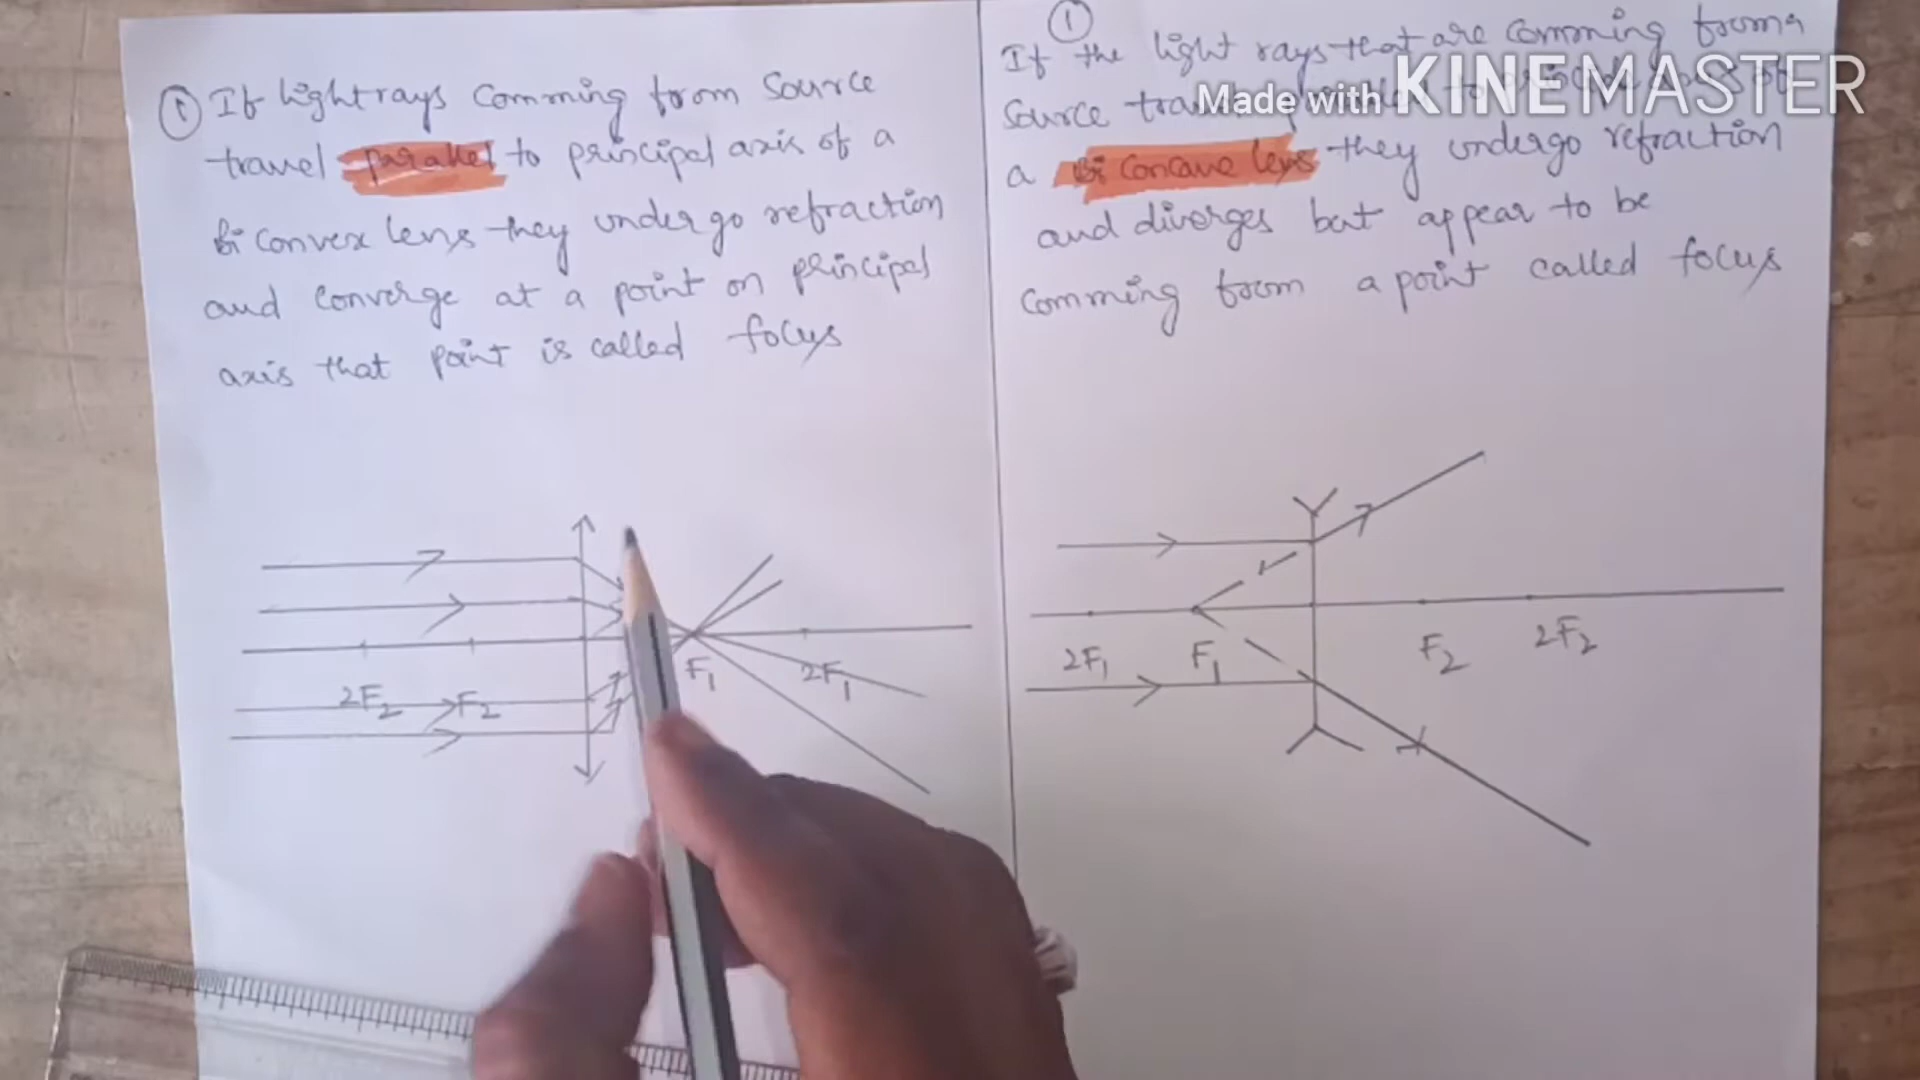 ① If light rays comming from source
travel parallel to principal axis of a
Bi convex lens they undergo refraction
and converge at a point on principal
axis that point is called focus
2F₂ F₂ F₁ 2F₁
①
If the light rays that are comming from a
source
a Bi concave lens they undergo refraction
and diverges but appear to be
comming from a point called focus
2F₁ F₁ F₂ 2F₂
Made with KINEMASTER